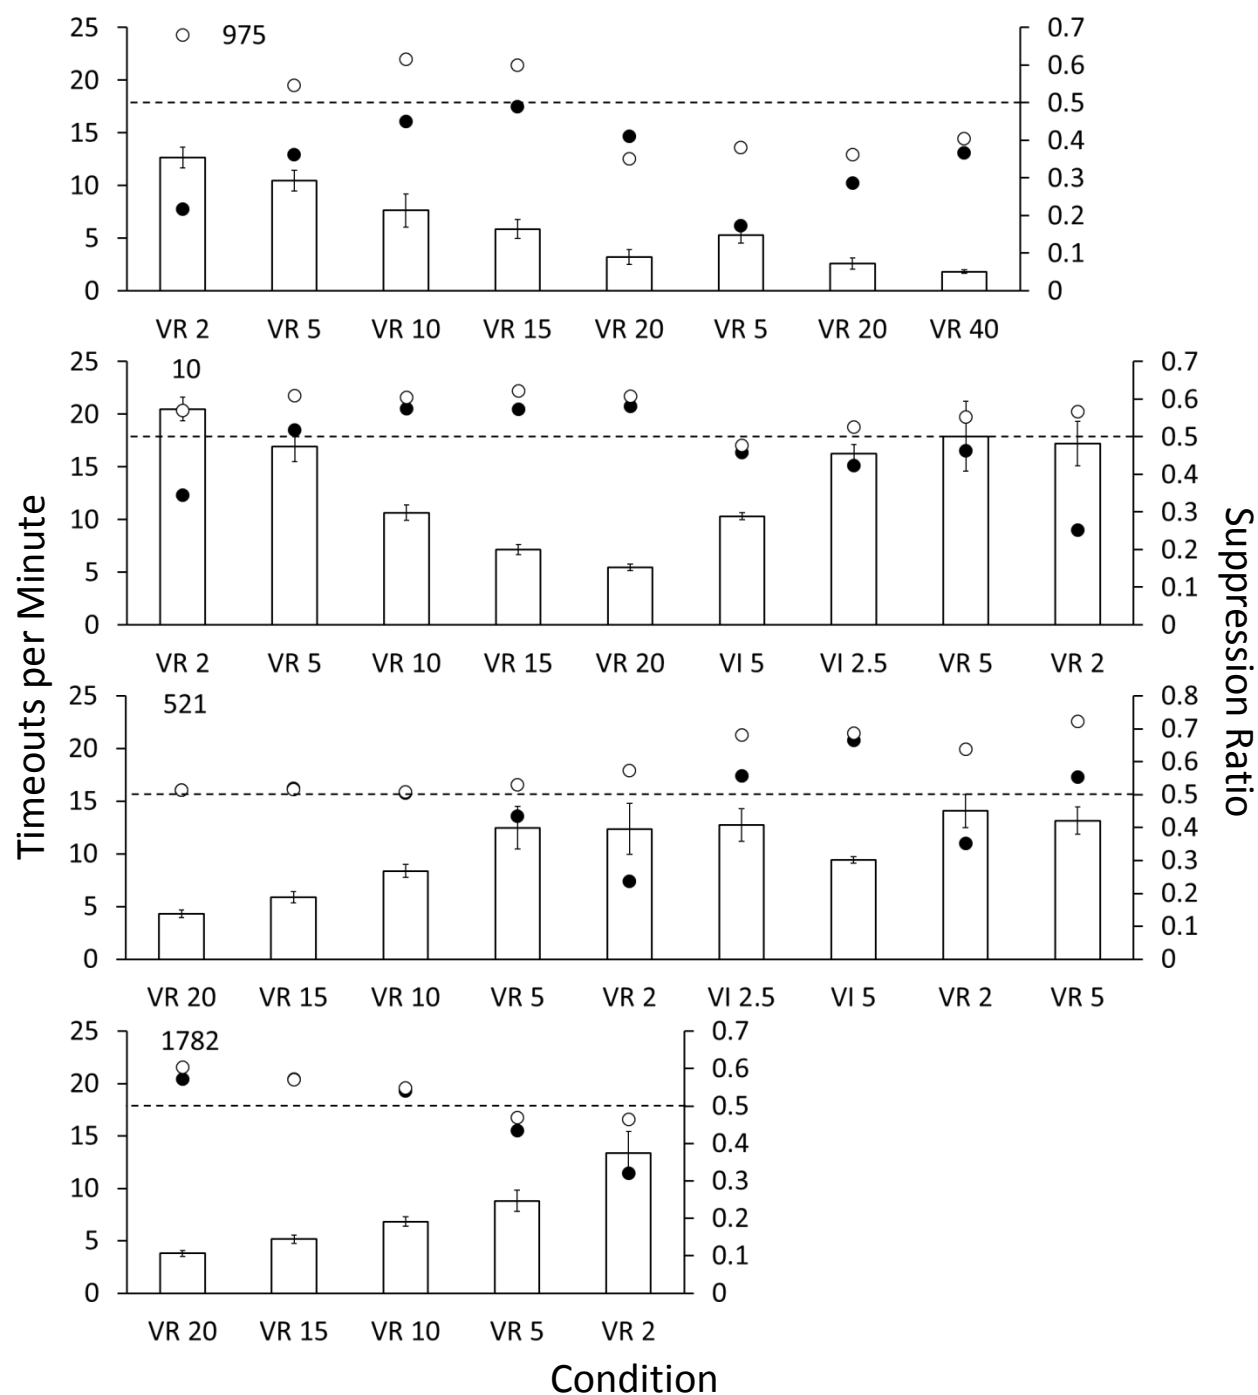 25 975 0.7
20 0.6
15 0.5
10 0.4
5 0.3
0 0.2
0.1
0
VR 2 VR 5 VR 10 VR 15 VR 20 VR 5 VR 20 VR 40
25 10 0.7
20 0.6
15 0.5
10 0.4
5 0.3
0 0.2
0.1
0
VR 2 VR 5 VR 10 VR 15 VR 20 VI 5 VI 2.5 VR 5 VR 2
Timeouts per Minute
Suppression Ratio
25 521 0.8
20 0.7
15 0.6
10 0.5
5 0.4
0 0.3
0.2
0.1
0
VR 20 VR 15 VR 10 VR 5 VR 2 VI 2.5 VI 5 VR 2 VR 5
25 1782 0.7
20 0.6
15 0.5
10 0.4
5 0.3
0 0.2
0.1
0
VR 20 VR 15 VR 10 VR 5 VR 2
Condition